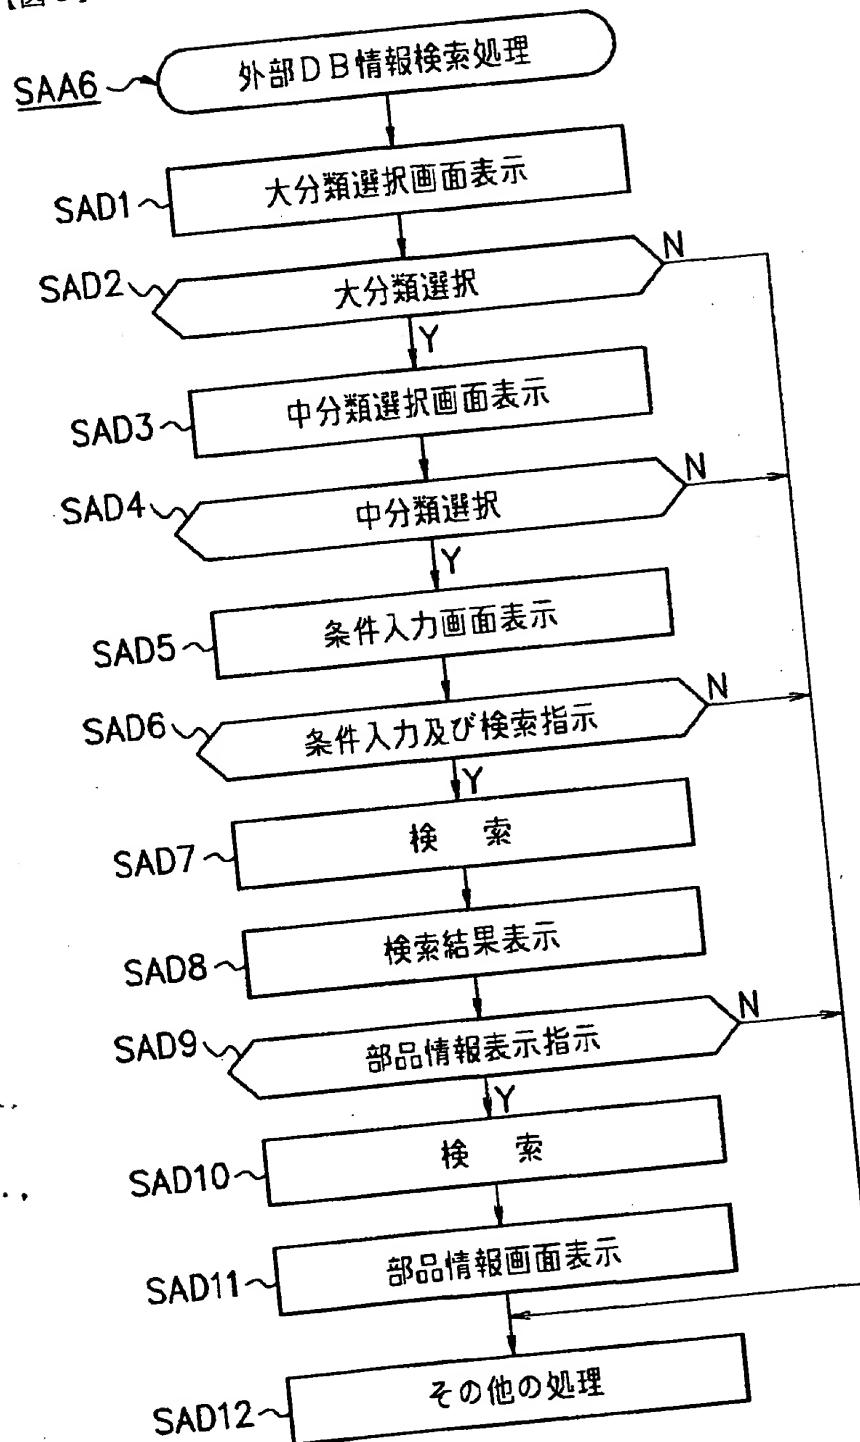 SAA6 外部DB情報検索処理
SAD1 大分類選択画面表示
SAD2 大分類選択 N
Y
SAD3 中分類選択画面表示
SAD4 中分類選択 N
Y
SAD5 条件入力画面表示
SAD6 条件入力及び検索指示 N
Y
SAD7 検 索
SAD8 検索結果表示
SAD9 部品情報表示指示 N
Y
SAD10 検 索
SAD11 部品情報画面表示
SAD12 その他の処理